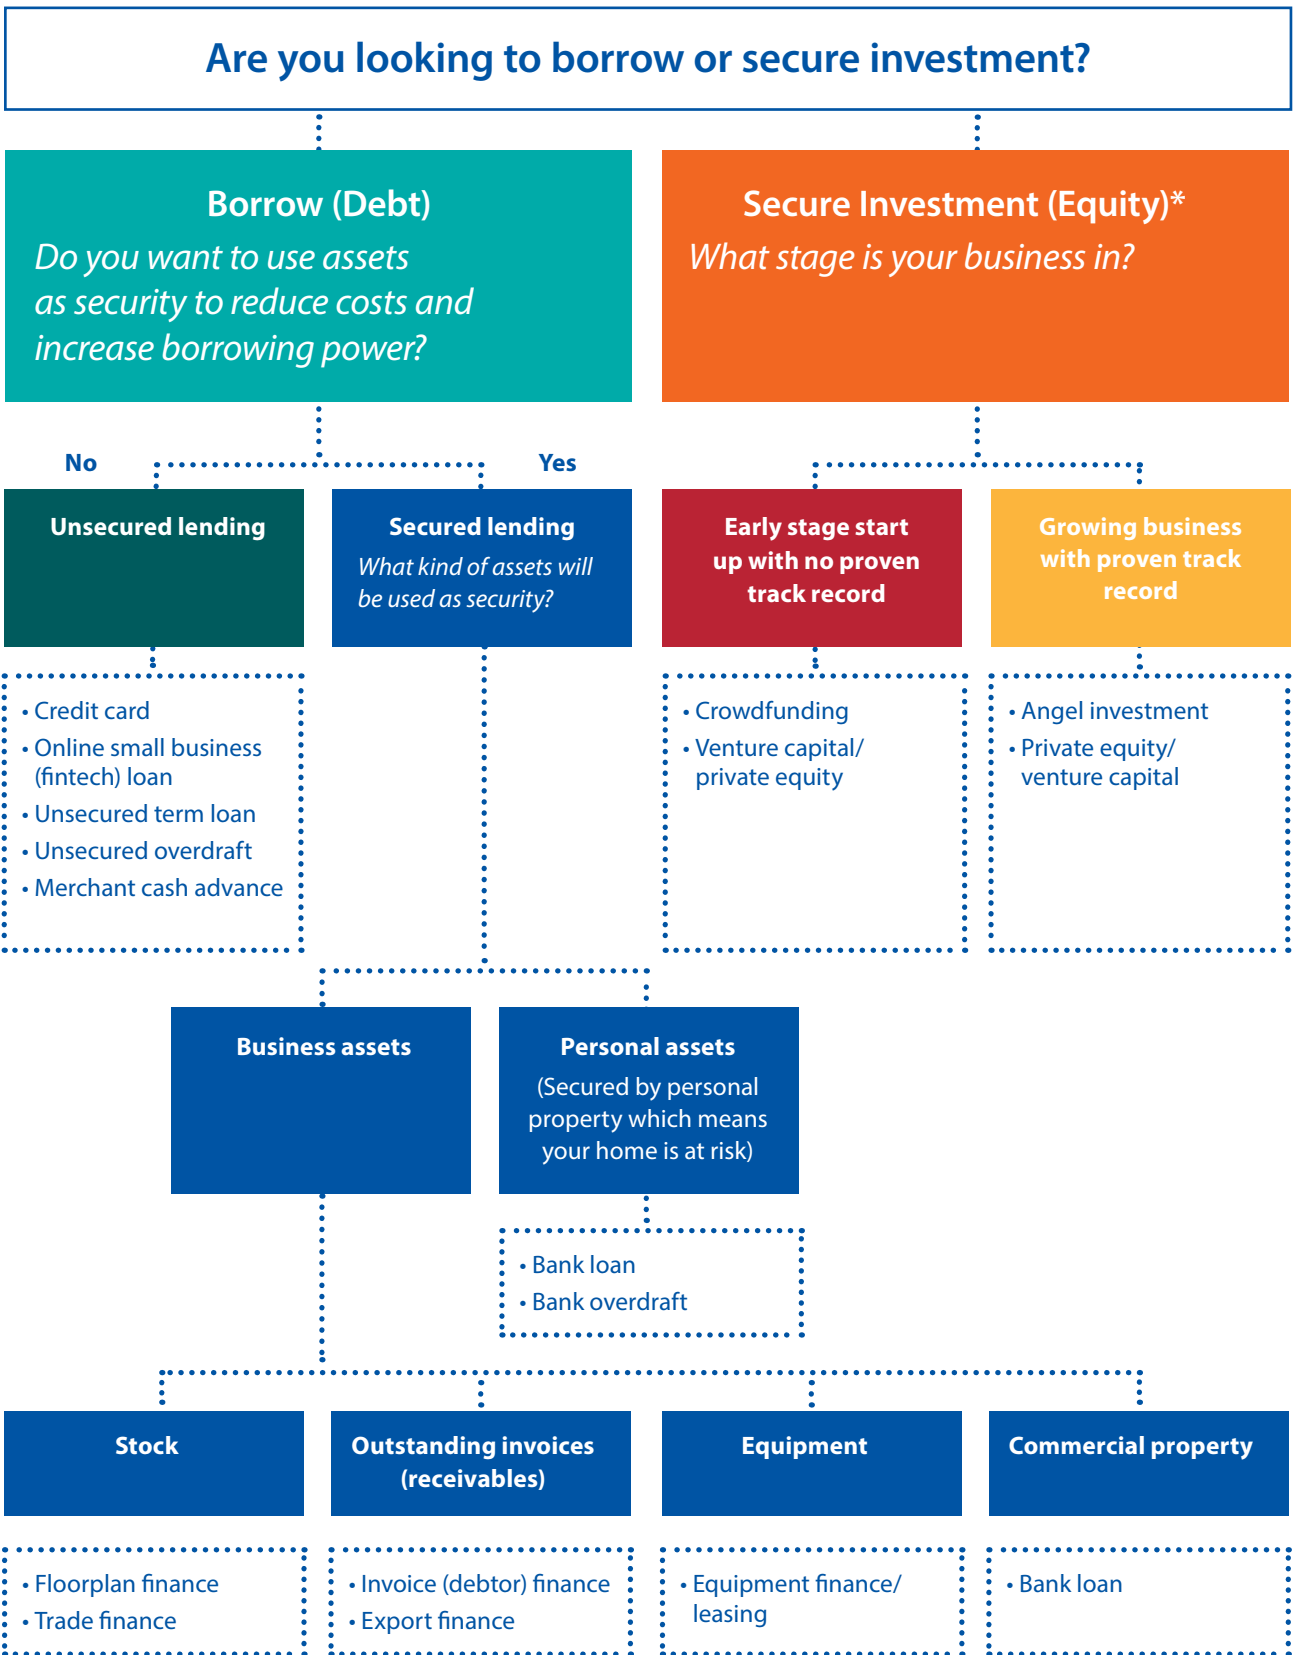 Are you looking to borrow or secure investment?
Borrow (Debt)
Do you want to use assets
as security to reduce costs and
increase borrowing power?
Secure Investment (Equity)*
What stage is your business in?
No
Yes
Unsecured lending
Secured lending
What kind of assets will
be used as security?
Early stage start
up with no proven
track record
Growing business
with proven track
record
• Credit card
• Online small business
(fintech) loan
• Unsecured term loan
• Unsecured overdraft
• Merchant cash advance
• Crowdfunding
• Venture capital/
private equity
• Angel investment
• Private equity/
venture capital
Business assets
Personal assets
(Secured by personal
property which means
your home is at risk)
• Bank loan
• Bank overdraft
Stock
Outstanding invoices
(receivables)
Equipment
Commercial property
• Floorplan finance
• Trade finance
• Invoice (debtor) finance
• Export finance
• Equipment finance/
leasing
• Bank loan